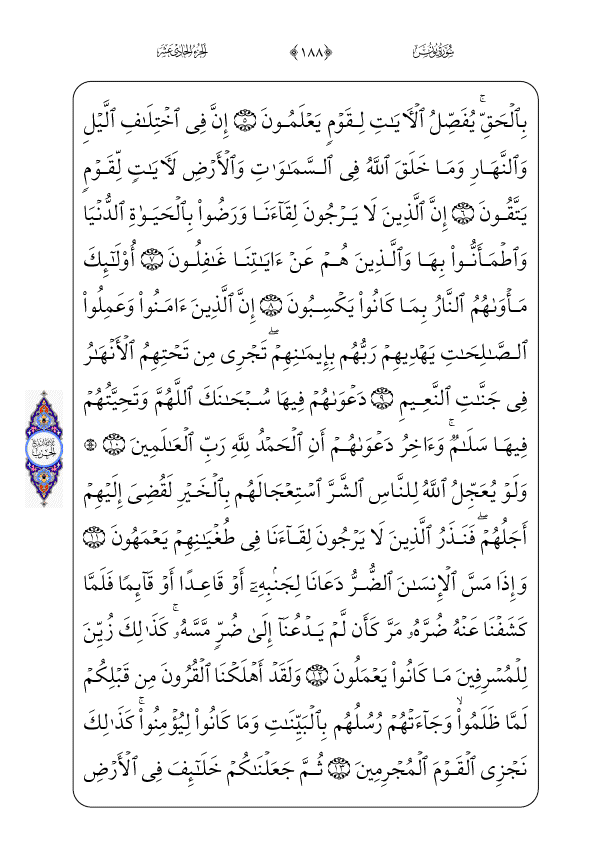 سُورَةُ يُونُسَ ﴿١٨٨﴾ الجُزْءُ الحَادِي عَشَرَ
بِٱلۡحَقِّۚ يُفَصِّلُ ٱلۡأٓيَٰتِ لِقَوۡمٖ يَعۡلَمُونَ ٥ إِنَّ فِي ٱخۡتِلَٰفِ ٱلَّيۡلِ
وَٱلنَّهَارِ وَمَا خَلَقَ ٱللَّهُ فِي ٱلسَّمَٰوَٰتِ وَٱلۡأَرۡضِ لَأٓيَٰتٖ لِّقَوۡمٖ
يَتَّقُونَ ٦ إِنَّ ٱلَّذِينَ لَا يَرۡجُونَ لِقَآءَنَا وَرَضُواْ بِٱلۡحَيَوٰةِ ٱلدُّنۡيَا
وَٱطۡمَأَنُّواْ بِهَا وَٱلَّذِينَ هُمۡ عَنۡ ءَايَٰتِنَا غَٰفِلُونَ ٧ أُوْلَٰٓئِكَ
مَأۡوَىٰهُمُ ٱلنَّارُ بِمَا كَانُواْ يَكۡسِبُونَ ٨ إِنَّ ٱلَّذِينَ ءَامَنُواْ وَعَمِلُواْ
ٱلصَّٰلِحَٰتِ يَهۡدِيهِمۡ رَبُّهُم بِإِيمَٰنِهِمۡۖ تَجۡرِي مِن تَحۡتِهِمُ ٱلۡأَنۡهَٰرُ
فِي جَنَّٰتِ ٱلنَّعِيمِ ٩ دَعۡوَىٰهُمۡ فِيهَا سُبۡحَٰنَكَ ٱللَّهُمَّ وَتَحِيَّتُهُمۡ
فِيهَا سَلَٰمٞۚ وَءَاخِرُ دَعۡوَىٰهُمۡ أَنِ ٱلۡحَمۡدُ لِلَّهِ رَبِّ ٱلۡعَٰلَمِينَ ١٠ ۞
وَلَوۡ يُعَجِّلُ ٱللَّهُ لِلنَّاسِ ٱلشَّرَّ ٱسۡتِعۡجَالَهُم بِٱلۡخَيۡرِ لَقُضِيَ إِلَيۡهِمۡ
أَجَلُهُمۡۖ فَنَذَرُ ٱلَّذِينَ لَا يَرۡجُونَ لِقَآءَنَا فِي طُغۡيَٰنِهِمۡ يَعۡمَهُونَ ١١
وَإِذَا مَسَّ ٱلۡإِنسَٰنَ ٱلضُّرُّ دَعَانَا لِجَنۢبِهِۦٓ أَوۡ قَاعِدًا أَوۡ قَآئِمٗا فَلَمَّا
كَشَفۡنَا عَنۡهُ ضُرَّهُۥ مَرَّ كَأَن لَّمۡ يَدۡعُنَآ إِلَىٰ ضُرّٖ مَّسَّهُۥۚ كَذَٰلِكَ زُيِّنَ
لِلۡمُسۡرِفِينَ مَا كَانُواْ يَعۡمَلُونَ ١٢ وَلَقَدۡ أَهۡلَكۡنَا ٱلۡقُرُونَ مِن قَبۡلِكُمۡ
لَمَّا ظَلَمُواْۙ وَجَآءَتۡهُمۡ رُسُلُهُم بِٱلۡبَيِّنَٰتِ وَمَا كَانُواْ لِيُؤۡمِنُواْۚ كَذَٰلِكَ
نَجۡزِي ٱلۡقَوۡمَ ٱلۡمُجۡرِمِينَ ١٣ ثُمَّ جَعَلۡنَٰكُمۡ خَلَٰٓئِفَ فِي ٱلۡأَرۡضِ